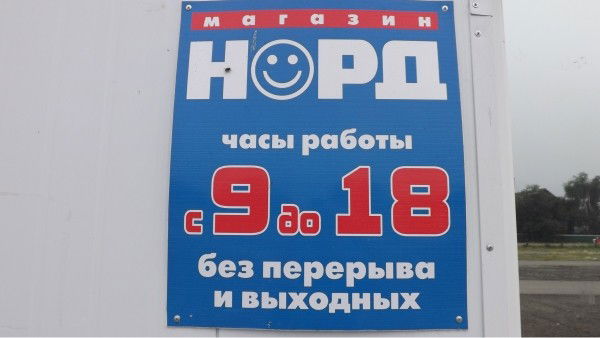 магазин
НОРД
часы работы
с 9 до 18
без перерыва
и выходных